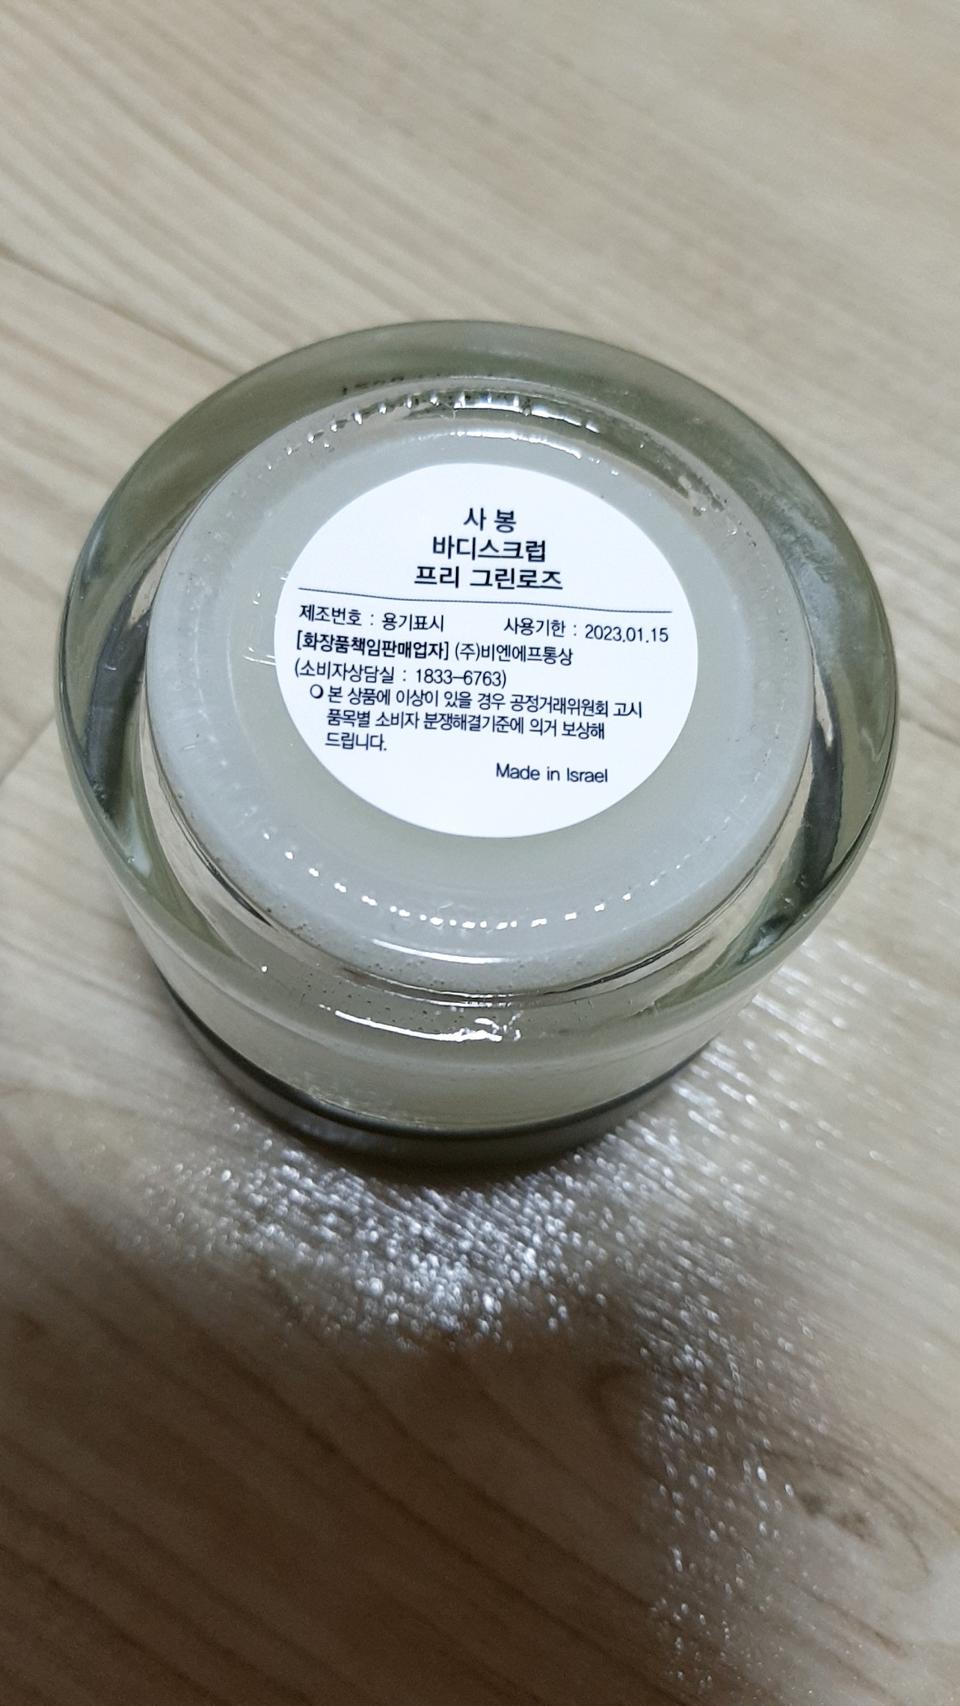 사 봉
바디스크럽
프리 그린로즈
제조번호 : 용기표시 사용기한 : 2023.01.15
[화장품책임판매업자] (주)비엔에프통상
(소비자상담실 : 1833-6763)
❍ 본 상품에 이상이 있을 경우 공정거래위원회 고시
품목별 소비자 분쟁해결기준에 의거 보상해
드립니다.
Made in Israel